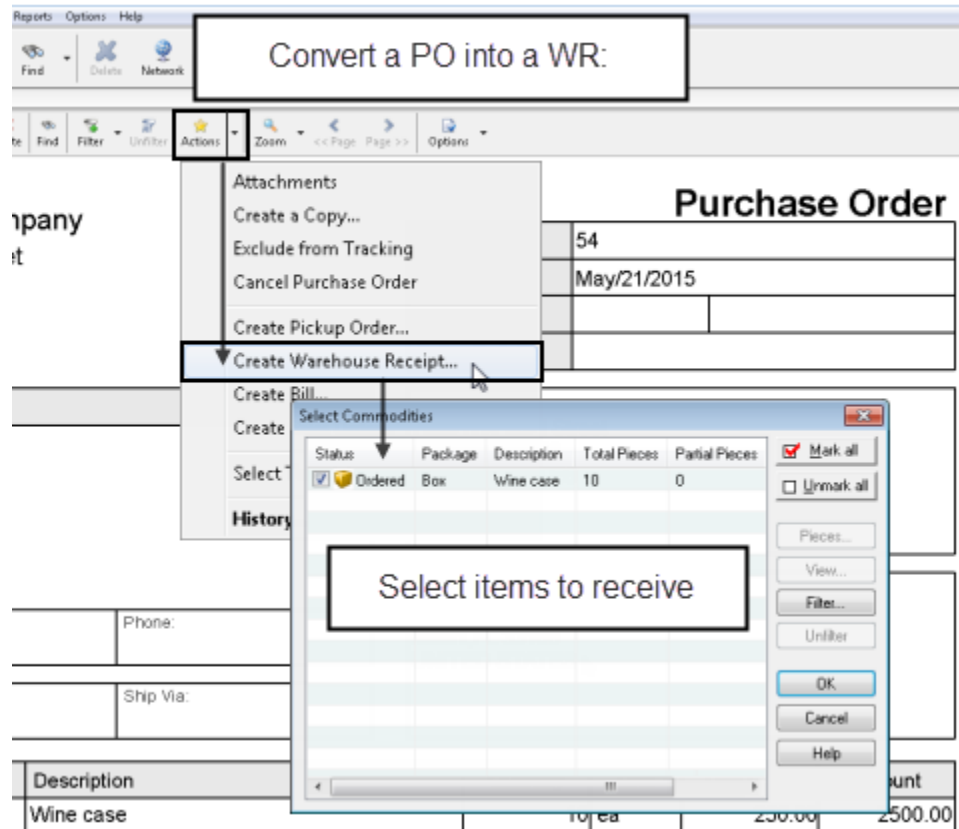 Reports Options Help
Find Delete Network
Convert a PO into a WR:
te Find Filter Unfilter Actions Zoom << Page Page >> Options
Attachments
Create a Copy...
Exclude from Tracking
Cancel Purchase Order
Create Pickup Order...
Create Warehouse Receipt...
Create Bill...
Create
Select
History
Purchase Order
mpany
et
54
May/21/2015
Select Commodities
Status Package Description Total Pieces Partial Pieces
Ordered Box Wine case 10 0
Mark all
Unmark all
Pieces...
View...
Filter...
Unfilter
OK
Cancel
Help
Select items to receive
Phone:
Ship Via:
Description ount
Wine case 10 ea 250.00 2500.00